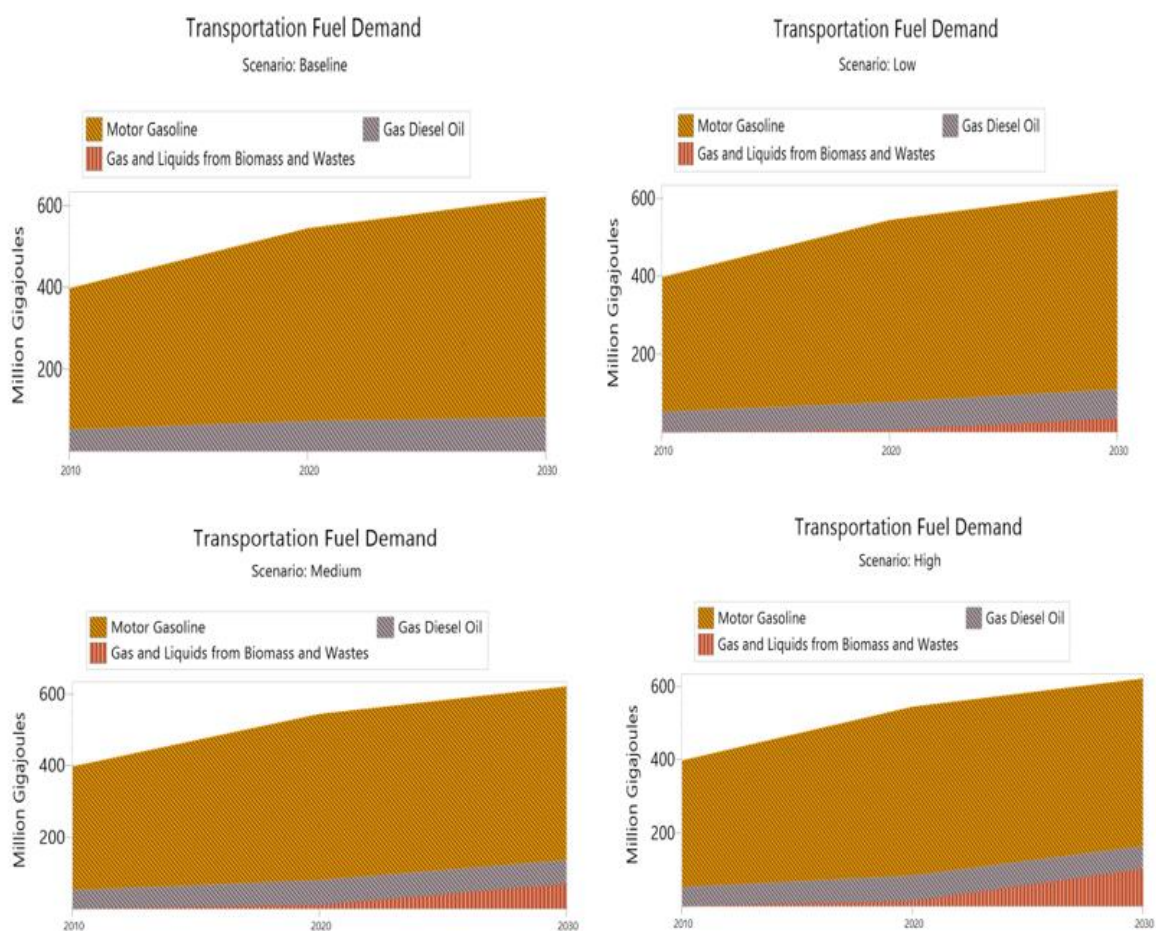 Transportation Fuel Demand
Scenario: Baseline
Motor Gasoline
Gas Diesel Oil
Gas and Liquids from Biomass and Wastes
Million Gigajoules
600
400
200
2010
2020
2030
Transportation Fuel Demand
Scenario: Low
Motor Gasoline
Gas Diesel Oil
Gas and Liquids from Biomass and Wastes
Million Gigajoules
600
400
200
2010
2020
2030
Transportation Fuel Demand
Scenario: Medium
Motor Gasoline
Gas Diesel Oil
Gas and Liquids from Biomass and Wastes
Million Gigajoules
600
400
200
2010
2020
2030
Transportation Fuel Demand
Scenario: High
Motor Gasoline
Gas Diesel Oil
Gas and Liquids from Biomass and Wastes
Million Gigajoules
600
400
200
2010
2020
2030